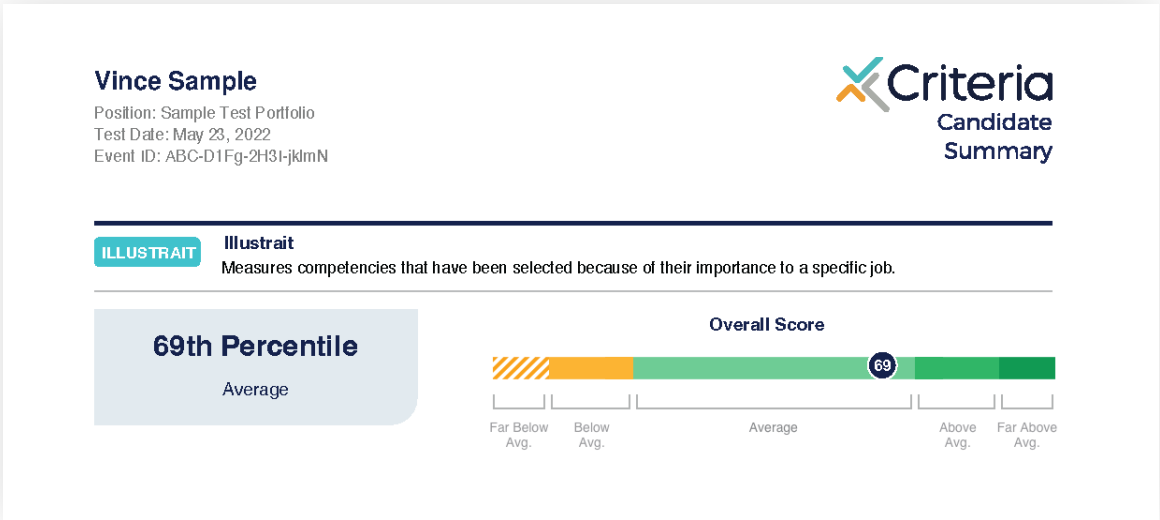 Vince Sample
Position: Sample Test Portfolio
Test Date: May 23, 2022
Event ID: ABC-D1Fg-2H3I-jklmN
Criteria
Candidate
Summary
ILLUSTRAIT
Illustrait
Measures competencies that have been selected because of their importance to a specific job.
69th Percentile
Average
Overall Score
69
Far Below
Avg.
Below
Avg.
Average
Above
Avg.
Far Above
Avg.